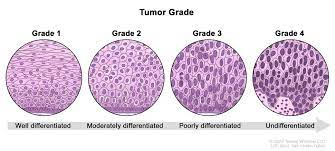 Tumor Grade
Grade 1 Grade 2 Grade 3 Grade 4
Well differentiated Moderately differentiated Poorly differentiated Undifferentiated